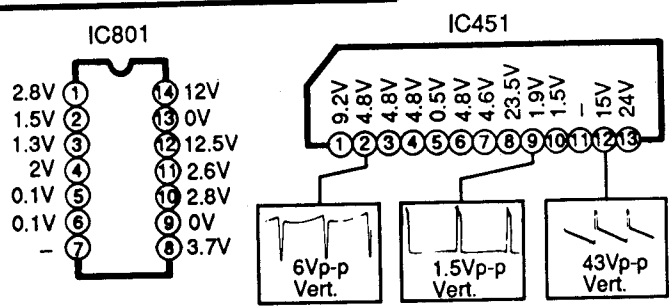 IC801
2.8V 1 14 12V
1.5V 2 13 0V
1.3V 3 12 12.5V
2V 4 11 2.6V
0.1V 5 10 2.8V
0.1V 6 9 0V
– 7 8 3.7V
IC451
9.2V 4.8V 4.8V 4.8V 0.5V 4.8V 4.6V 23.5V 1.9V 1.5V – 15V 24V
1 2 3 4 5 6 7 8 9 10 11 12 13
6Vp-p
Vert.
1.5Vp-p
Vert.
43Vp-p
Vert.